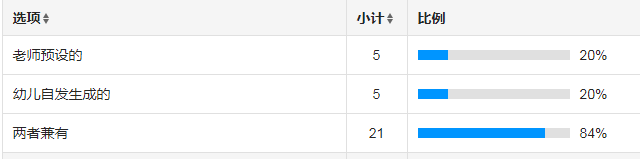 选项 小计 比例
老师预设的 5 20%
幼儿自发生成的 5 20%
两者兼有 21 84%